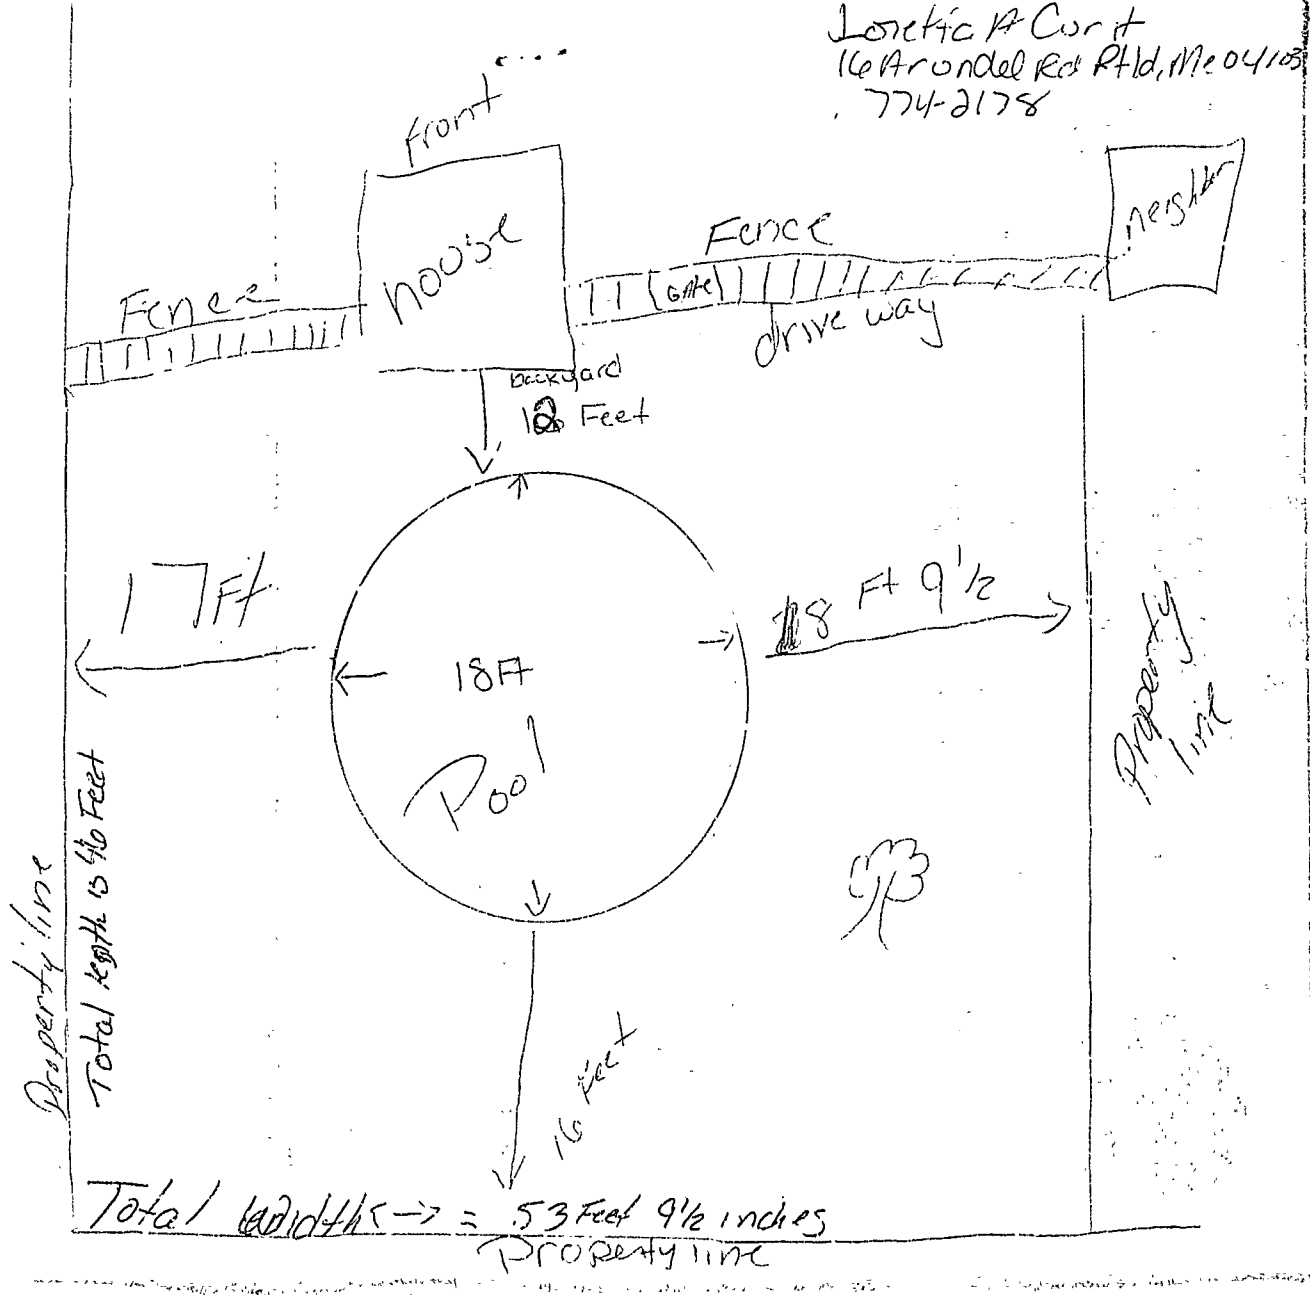 A Curit
16 Arundel Rd Ptld, Me 04103
774-2178
front
house
neighbor
Fence
Fence
GAte
drive way
backyard
12 Feet
17 Ft
18 Ft 9 1/2
18 Ft
Pool
Property line
Property line
Total length is 46 Feet
16 Feet
Total width <-> = 53 Feet 9 1/2 inches
Property line